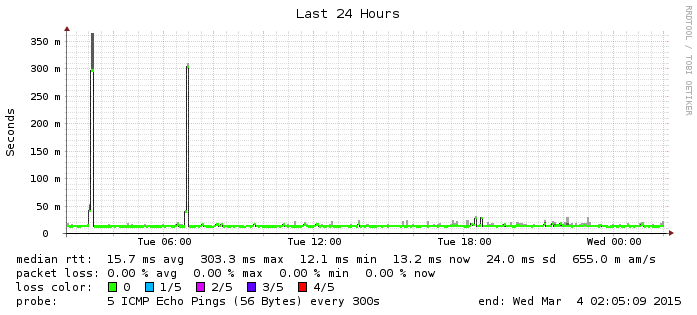 Last 24 Hours
RRDTOOL / TOBI OETIKER
Seconds
350 m
300 m
250 m
200 m
150 m
100 m
50 m
0
Tue 06:00 Tue 12:00 Tue 18:00 Wed 00:00
median rtt: 15.7 ms avg 303.3 ms max 12.1 ms min 13.2 ms now 24.0 ms sd 655.0 m am/s
packet loss: 0.00 % avg 0.00 % max 0.00 % min 0.00 % now
loss color: 0 1/5 2/5 3/5 4/5
probe: 5 ICMP Echo Pings (56 Bytes) every 300s end: Wed Mar 4 02:05:09 2015